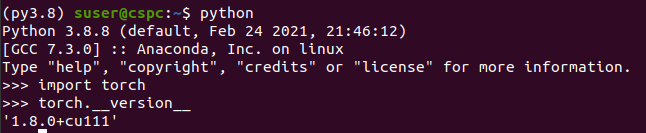 (py3.8) suser@cspc:~$ python
Python 3.8.8 (default, Feb 24 2021, 21:46:12)
[GCC 7.3.0] :: Anaconda, Inc. on linux
Type "help", "copyright", "credits" or "license" for more information.
>>> import torch
>>> torch.__version__
'1.8.0+cu111'